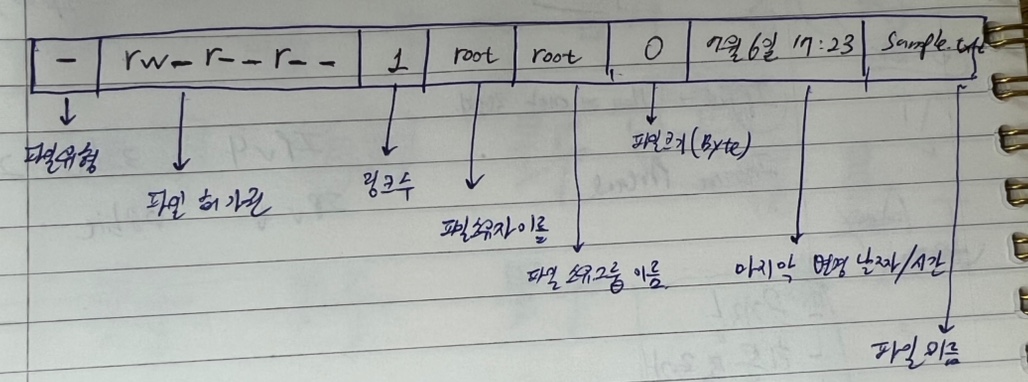 - rw-r--r-- 1 root root 0 7월 6일 17:23 Sample.txt
파일유형
파일 허가권
링크수
파일소유자이름
파일 소유그룹 이름
파일크기(Byte)
마지막 변경 날짜/시간
파일이름